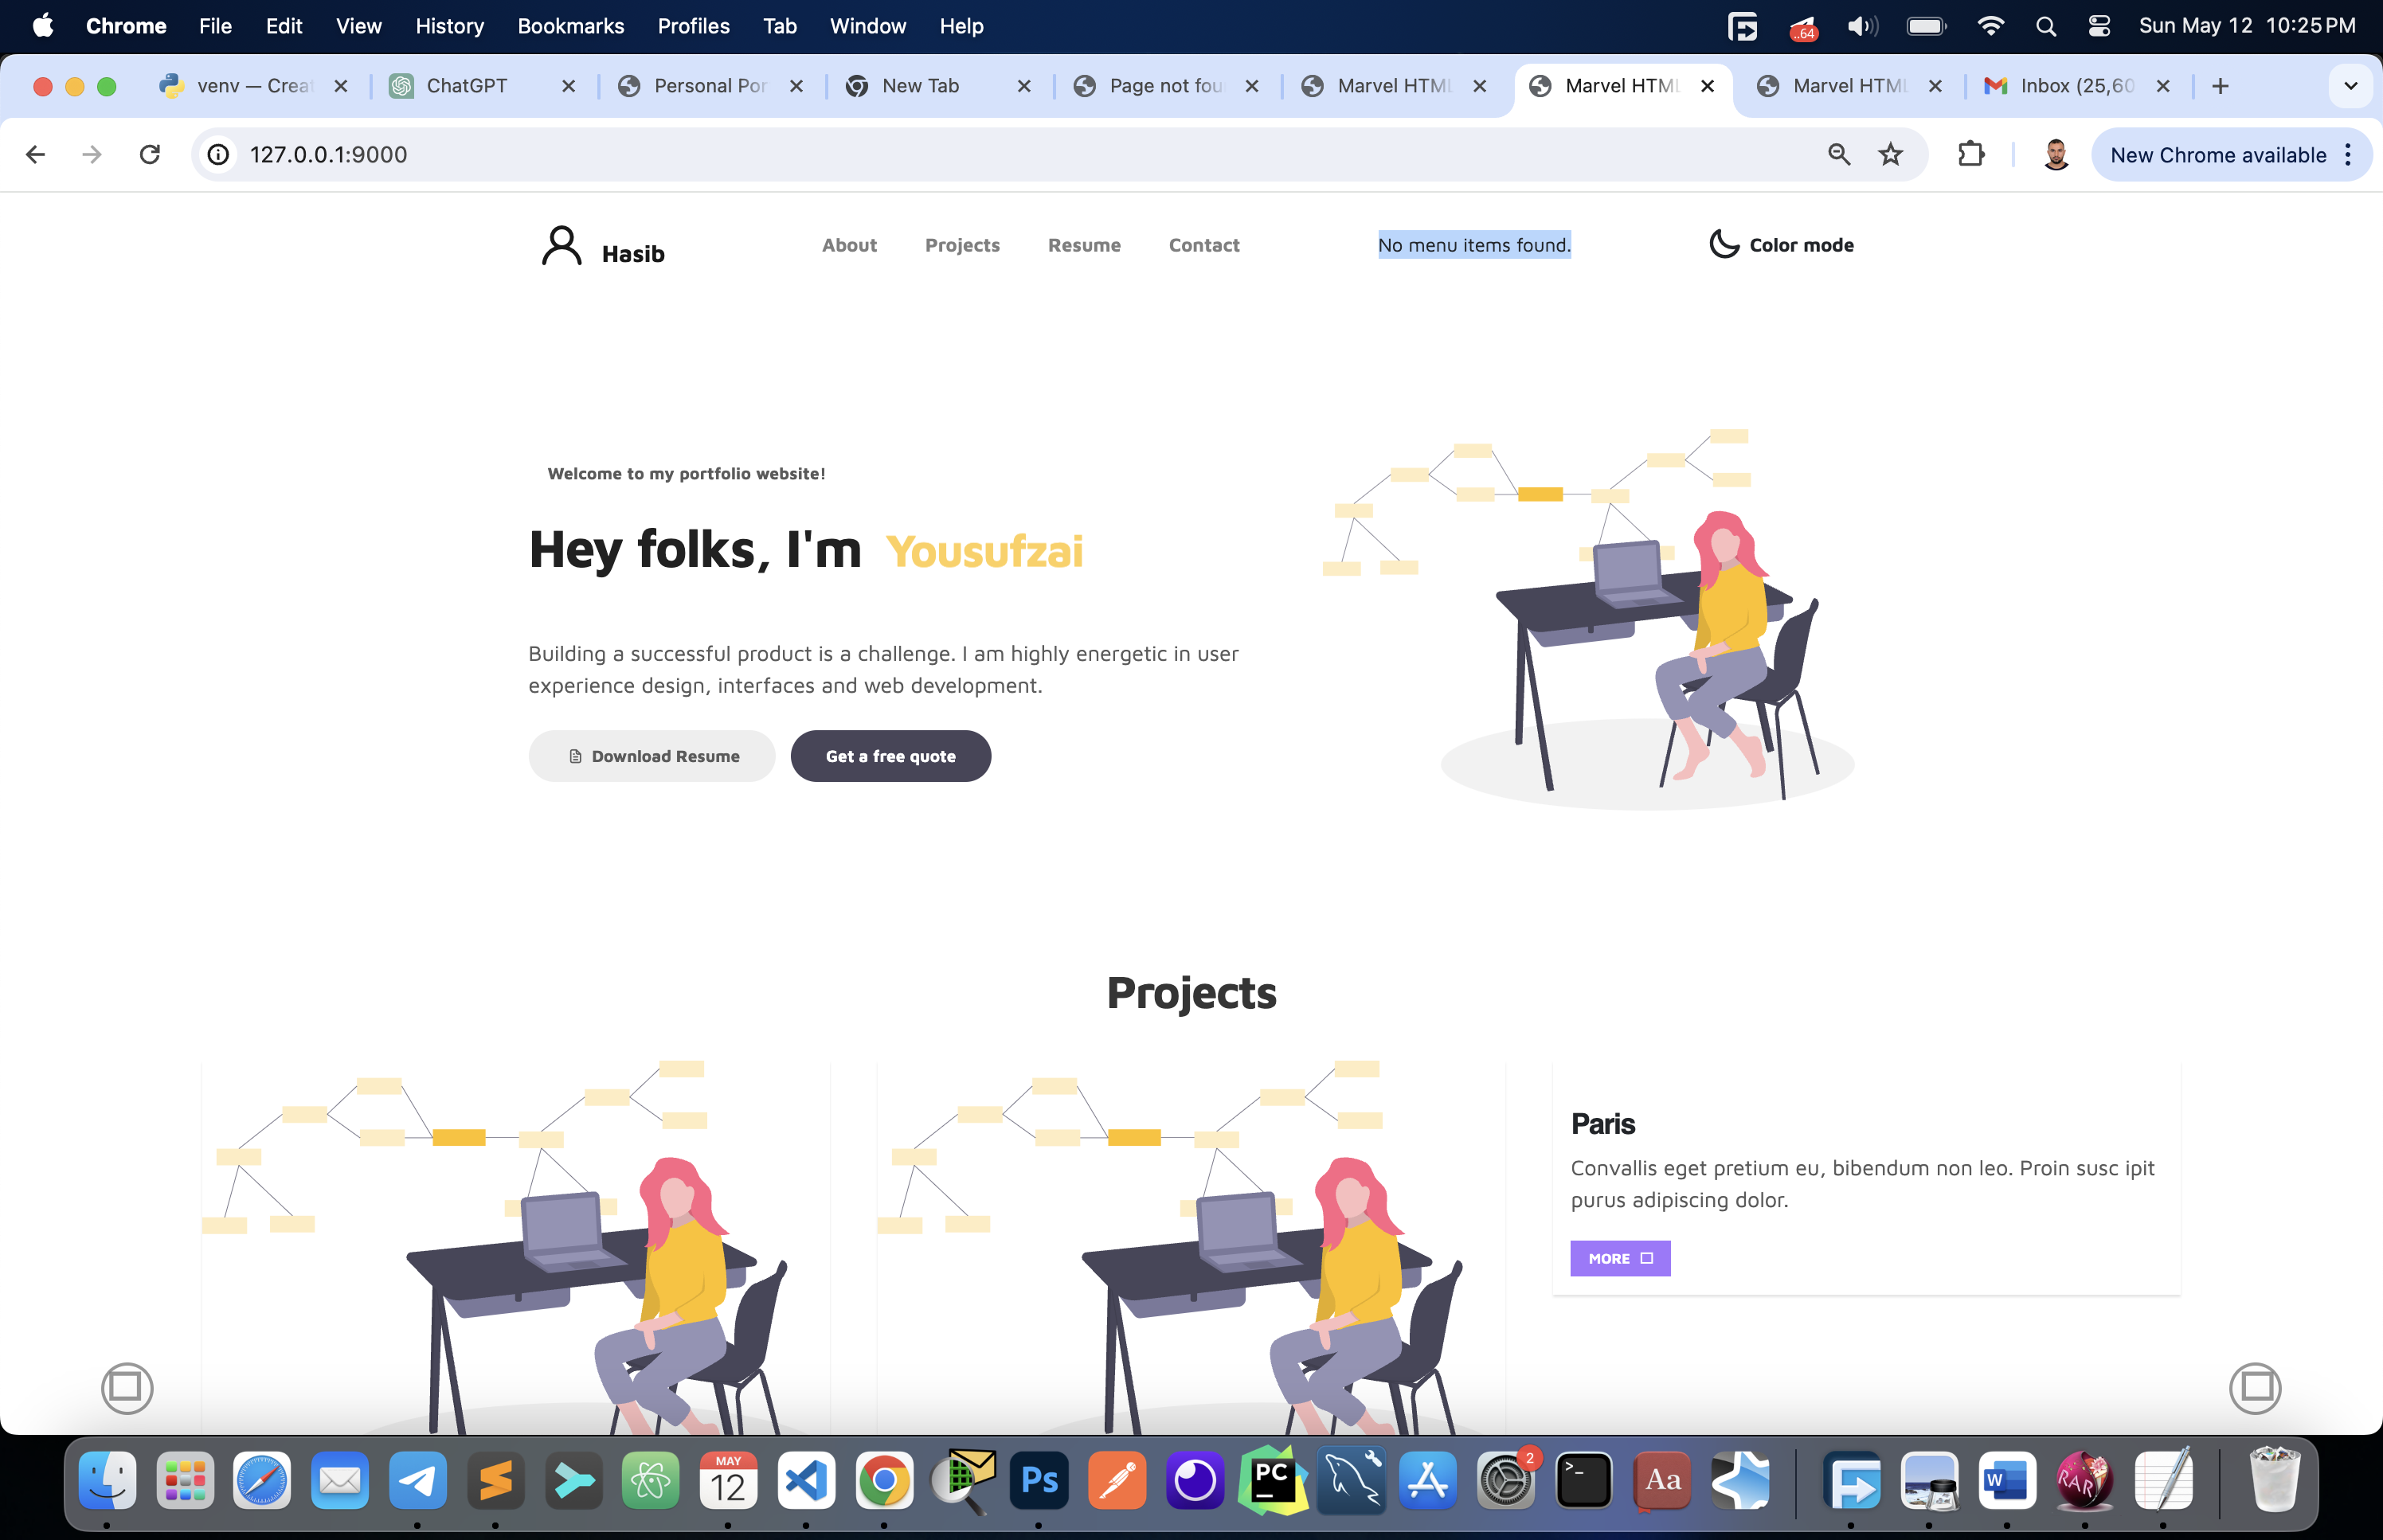 Chrome File Edit View History Bookmarks Profiles Tab Window Help ..64 Sun May 12 10:25 PM
venv — Creat ChatGPT Personal Por New Tab Page not fou Marvel HTML Marvel HTML Marvel HTML Inbox (25,60
127.0.0.1:9000 New Chrome available
Hasib About Projects Resume Contact No menu items found. Color mode
Welcome to my portfolio website!
Hey folks, I'm Yousufzai
Building a successful product is a challenge. I am highly energetic in user
experience design, interfaces and web development.
Download Resume Get a free quote
Projects
Paris
Convallis eget pretium eu, bibendum non leo. Proin susc ipit
purus adipiscing dolor.
MORE
MAY
12
Ps
PC
2
>_
Aa
W
RAR